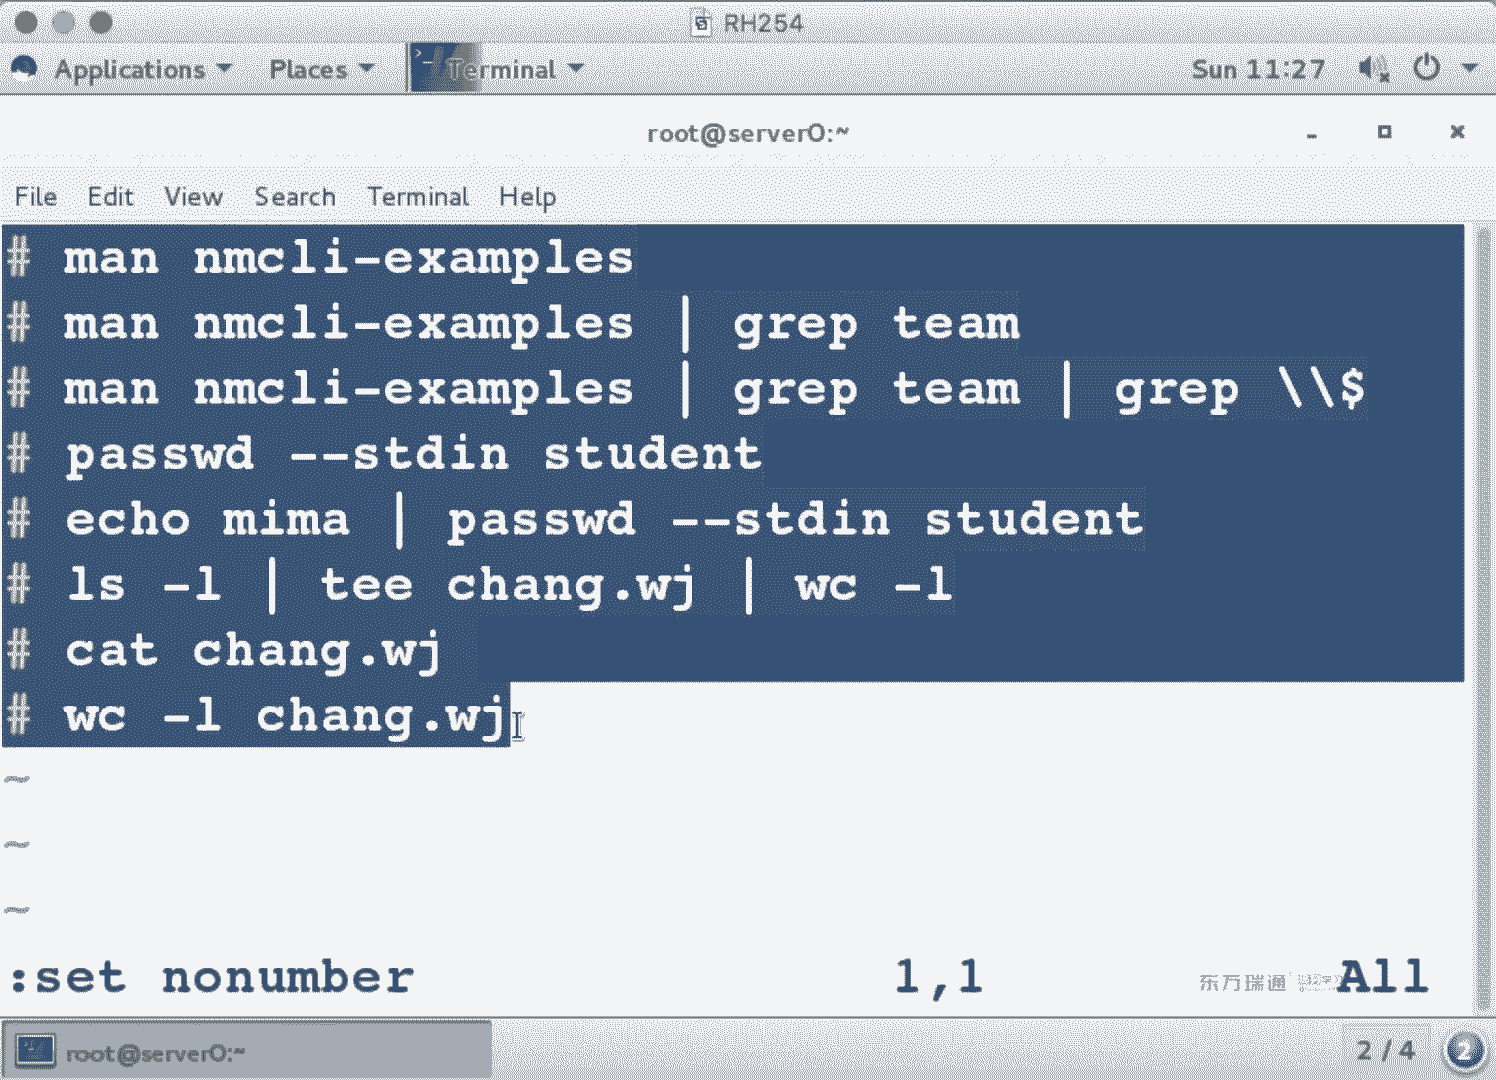 RH254
Applications Places Terminal Sun 11:27
root@server0:~
File Edit View Search Terminal Help
# man nmcli-examples
# man nmcli-examples | grep team
# man nmcli-examples | grep team | grep \\$
# passwd --stdin student
# echo mima | passwd --stdin student
# ls -l | tee chang.wj | wc -l
# cat chang.wj
# wc -l chang.wj
~
~
~
:set nonumber 1,1 All
东方瑞通
root@server0:~ 2 / 4 2